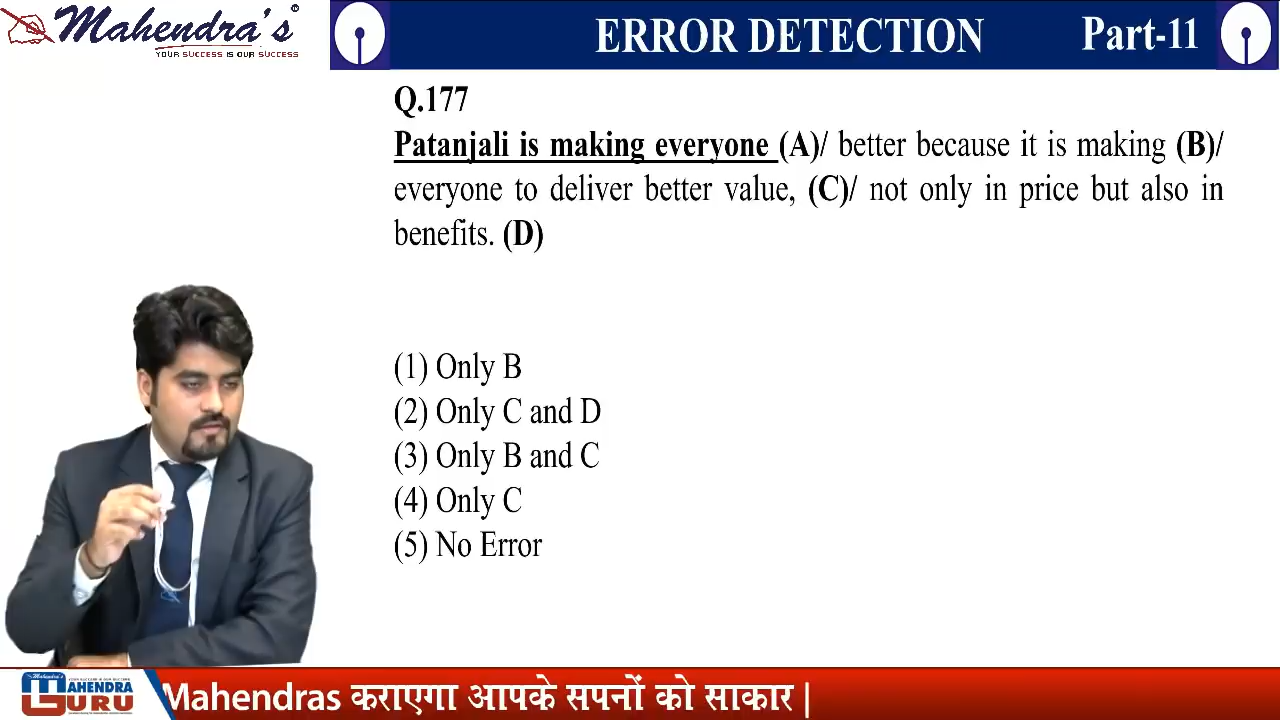 Mahendra's
YOUR SUCCESS IS OUR SUCCESS
ERROR DETECTION
Part-11
Q.177
Patanjali is making everyone (A)/ better because it is making (B)/
everyone to deliver better value, (C)/ not only in price but also in
benefits. (D)
(1) Only B
(2) Only C and D
(3) Only B and C
(4) Only C
(5) No Error
MAHENDRA
GURU
Mahendras कराएगा आपके सपनों को साकार |